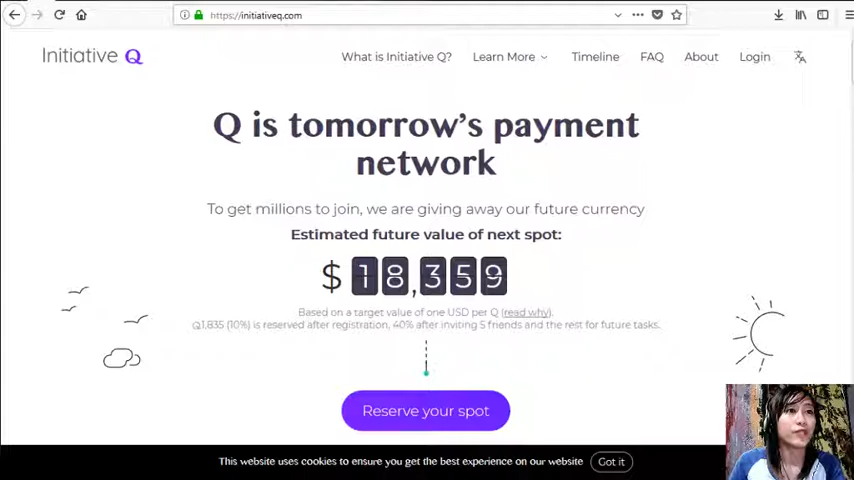 https://initiativeq.com
Initiative Q
What is Initiative Q? Learn More Timeline FAQ About Login
Q is tomorrow's payment
network
To get millions to join, we are giving away our future currency
Estimated future value of next spot:
$ 18,359
Based on a target value of one USD per Q (read why).
Q1,835 (10%) is reserved after registration, 40% after inviting 5 friends and the rest for future tasks.
Reserve your spot
This website uses cookies to ensure you get the best experience on our website Got it